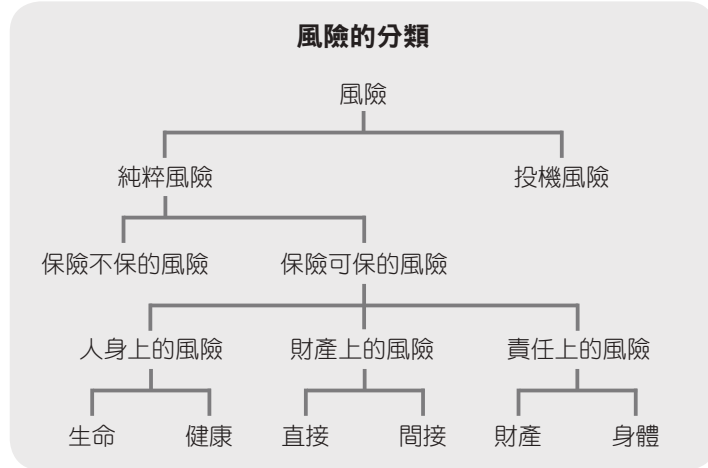 風險的分類
風險
純粹風險 投機風險
保險不保的風險 保險可保的風險
人身上的風險 財產上的風險 責任上的風險
生命 健康 直接 間接 財產 身體